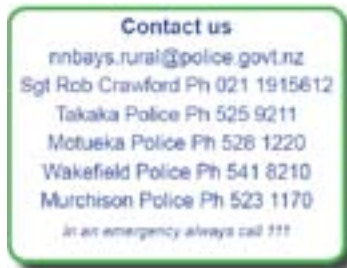 Contact us
nnbays.rural@police.govt.nz
Sgt Rob Crawford Ph 021 1915612
Takaka Police Ph 525 9211
Motueka Police Ph 528 1220
Wakefield Police Ph 541 8210
Murchison Police Ph 523 1170
In an emergency always call 111